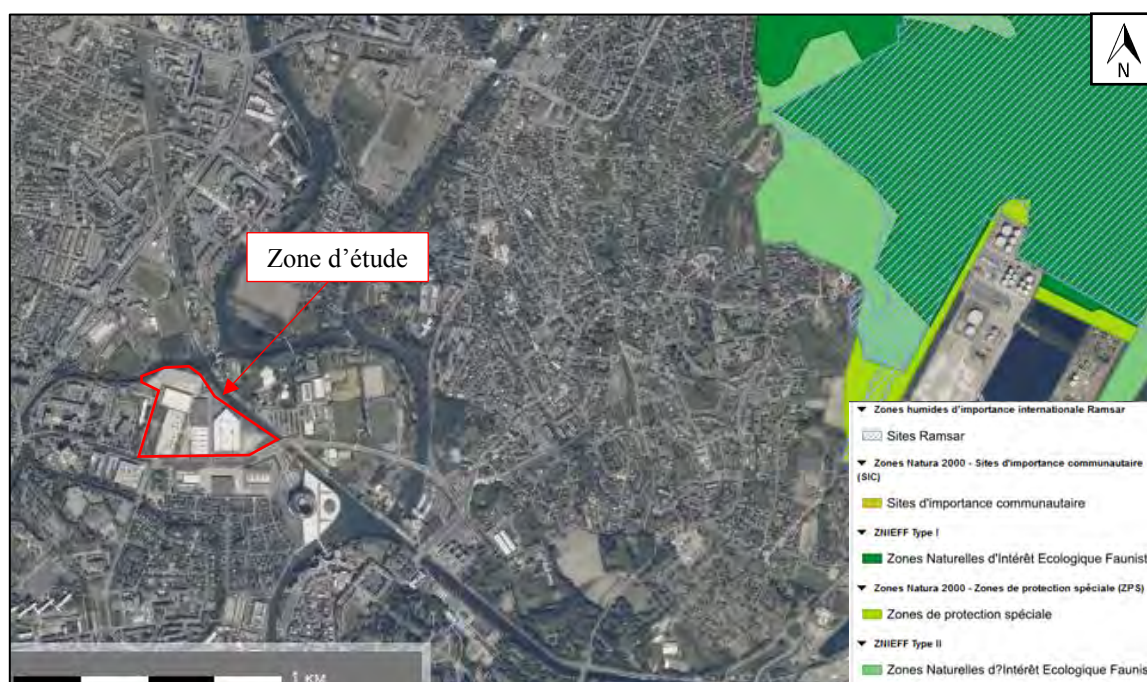 N
Zone d'étude
▼ Zones humides d'importance internationale Ramsar
Sites Ramsar
▼ Zones Natura 2000 - Sites d'importance communautaire
(SIC)
Sites d'importance communautaire
▼ ZNIEFF Type I
Zones Naturelles d'Intérêt Ecologique Faunist
▼ Zones Natura 2000 - Zones de protection spéciale (ZPS)
Zones de protection spéciale
▼ ZNIEFF Type II
Zones Naturelles d?Intérêt Ecologique Faunis
1 KM